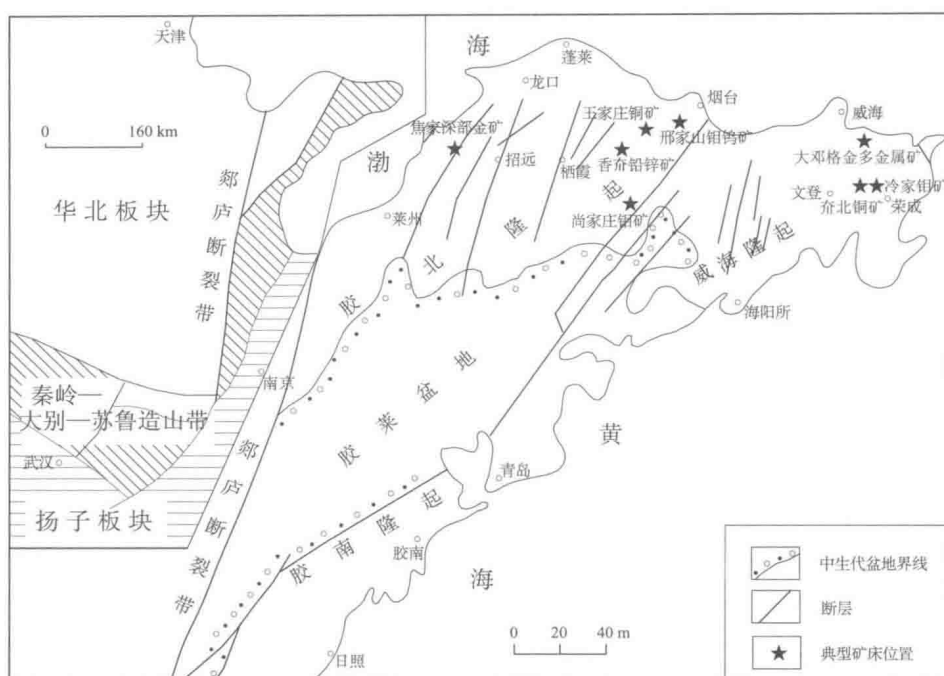 天津
0 160 km
华北板块
郯庐断裂带
秦岭—
大别—苏鲁造山带
武汉
扬子板块
南京
郯庐断裂带
渤
海
蓬莱
龙口
焦家深部金矿
招远
莱州
栖霞
王家庄铜矿
邢家山钼钨矿
香夼铅锌矿
尚家庄钼矿
烟台
威海
大邓格金多金属矿
文登
冷家钼矿
夼北铜矿
荣成
胶北隆起
威海隆起
海阳所
胶莱盆地
黄
海
青岛
胶南隆起
胶南
日照
0 20 40 m
中生代盆地界线
断层
典型矿床位置